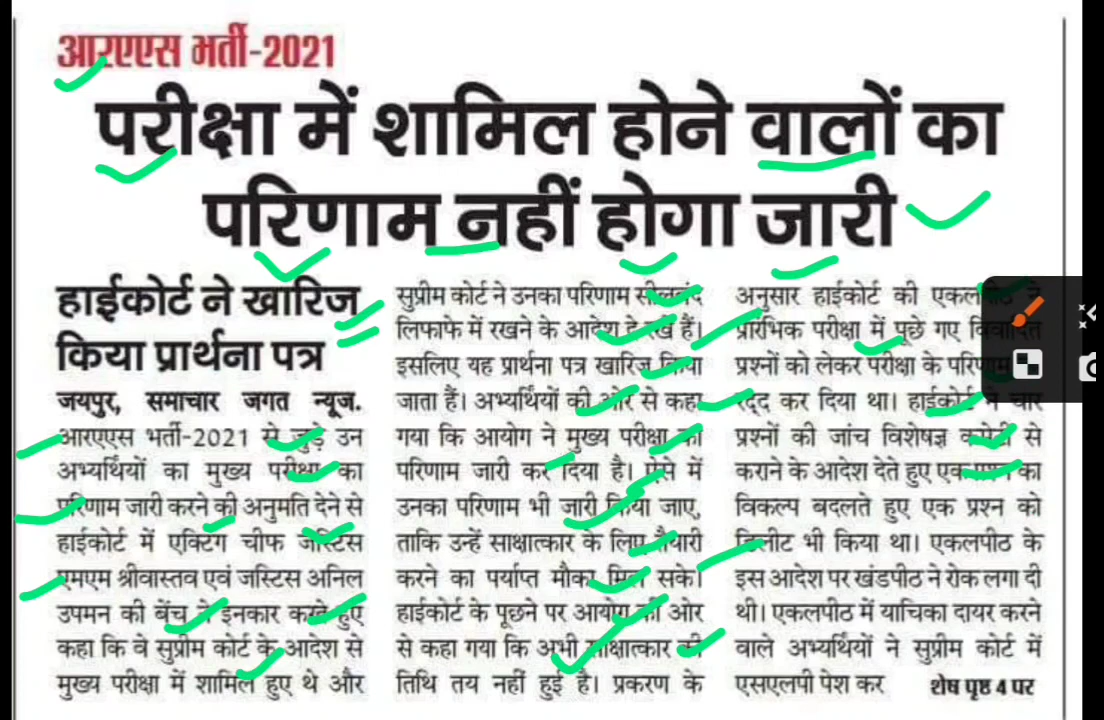 आरएएस भर्ती-2021
परीक्षा में शामिल होने वालों का
परिणाम नहीं होगा जारी
हाईकोर्ट ने खारिज
किया प्रार्थना पत्र
जयपुर, समाचार जगत न्यूज.
आरएएस भर्ती-2021 से जुड़े उन
अभ्यर्थियों का मुख्य परीक्षा का
परिणाम जारी करने की अनुमति देने से
हाईकोर्ट में एक्टिंग चीफ जस्टिस
एमएम श्रीवास्तव एवं जस्टिस अनिल
उपमन की बेंच ने इनकार करते हुए
कहा कि वे सुप्रीम कोर्ट के आदेश से
मुख्य परीक्षा में शामिल हुए थे और
सुप्रीम कोर्ट ने उनका परिणाम सीलबंद
लिफाफे में रखने के आदेश दे रखे हैं।
इसलिए यह प्रार्थना पत्र खारिज किया
जाता हैं। अभ्यर्थियों की ओर से कहा
गया कि आयोग ने मुख्य परीक्षा का
परिणाम जारी कर दिया है। ऐसे में
उनका परिणाम भी जारी किया जाए,
ताकि उन्हें साक्षात्कार के लिए तैयारी
करने का पर्याप्त मौका मिल सके।
हाईकोर्ट के पूछने पर आयोग की ओर
से कहा गया कि अभी साक्षात्कार की
तिथि तय नहीं हुई है। प्रकरण के
अनुसार हाईकोर्ट की एकलपीठ ने
प्रारंभिक परीक्षा में पूछे गए विवादित
प्रश्नों को लेकर परीक्षा के परिणाम
रद्द कर दिया था। हाईकोर्ट ने चार
प्रश्नों की जांच विशेषज्ञ कमेटी से
कराने के आदेश देते हुए एक प्रश्न का
विकल्प बदलते हुए एक प्रश्न को
डिलीट भी किया था। एकलपीठ के
इस आदेश पर खंडपीठ ने रोक लगा दी
थी। एकलपीठ में याचिका दायर करने
वाले अभ्यर्थियों ने सुप्रीम कोर्ट में
एसएलपी पेश कर शेष पृष्ठ 4 पर